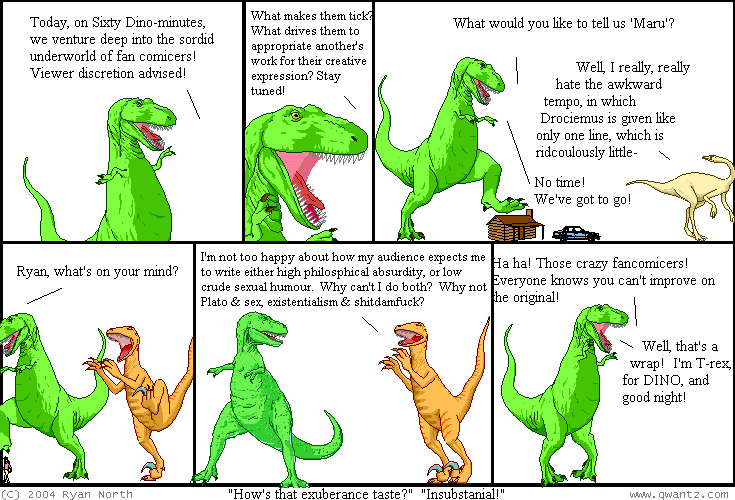 Today, on Sixty Dino-minutes,
we venture deep into the sordid
underworld of fan comicers!
Viewer discretion advised!
What makes them tick?
What drives them to
appropriate another's
work for their creative
expression? Stay
tuned!
What would you like to tell us 'Maru'?
Well, I really, really
hate the awkward
tempo, in which
Drociemus is given like
only one line, which is
ridcoulously little-
No time!
We've got to go!
Ryan, what's on your mind?
I'm not too happy about how my audience expects me
to write either high philosphical absurdity, or low
crude sexual humour. Why can't I do both? Why not
Plato & sex, existentialism & shitdamfuck?
Ha ha! Those crazy fancomicers!
Everyone knows you can't improve on
the original!
Well, that's a
wrap! I'm T-rex,
for DINO, and
good night!
(C) 2004 Ryan North
"How's that exuberance taste?" "Insubstanial!"
www.qwantz.com